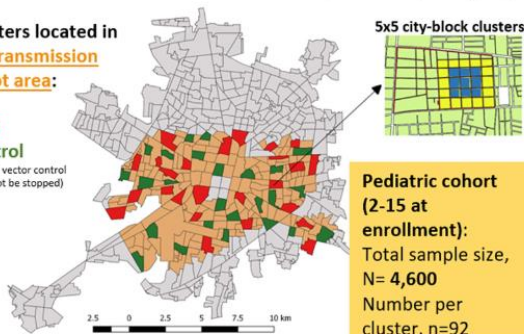 ters located in
ransmission
ot area:
trol
vector control
ot be stopped)
5x5 city-block clusters
Pediatric cohort
(2-15 at
enrollment):
Total sample size,
N= 4,600
Number per
cluster, n=92
2.5 0 2.5 5 7.5 10 km